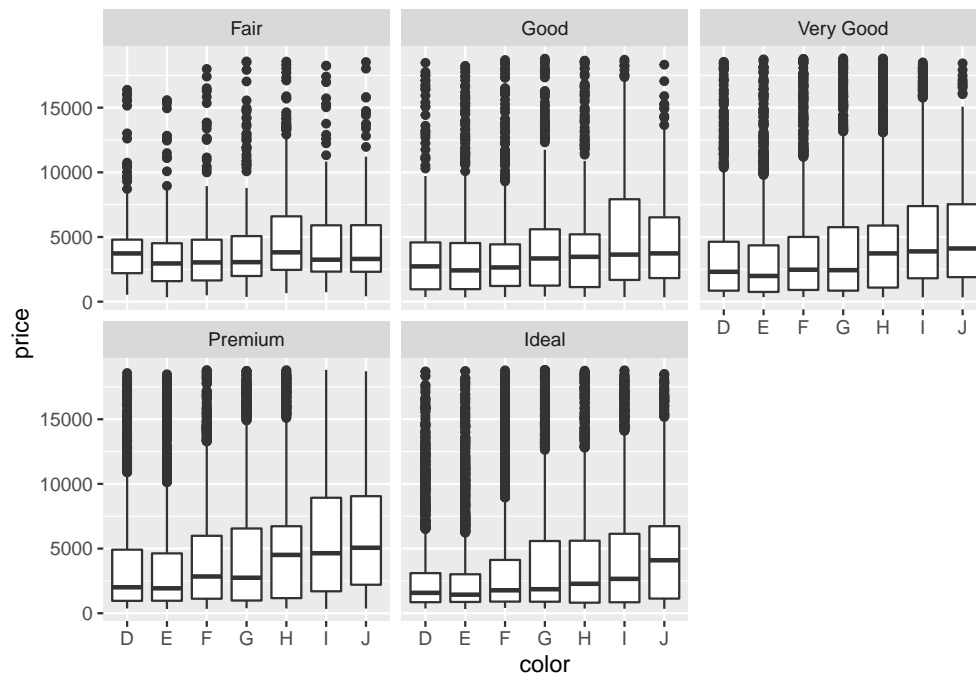 Fair
Good
Very Good
15000
10000
5000
0
D E F G H I J
Premium
Ideal
15000
10000
5000
0
D E F G H I J
D E F G H I J
price
color